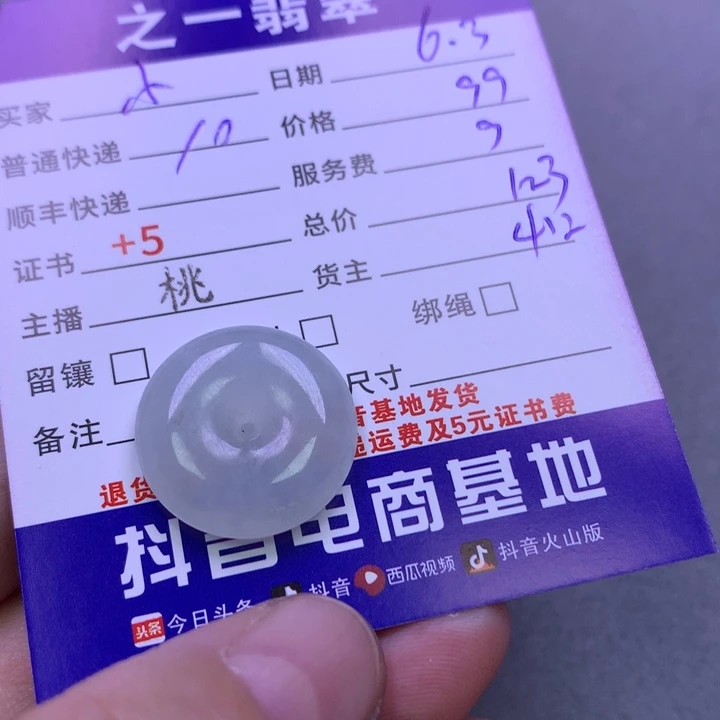 之一翡翠
买家 日期 6.3
普通快递 10 价格 99
顺丰快递 服务费 9
证书 +5 总价 123
主播 桃 货主 412
留镶 绑绳
备注 尺寸
音基地发货
退货 运费及5元证书费
抖音电商基地
头条 今日头条 抖音 西瓜视频 抖音火山版